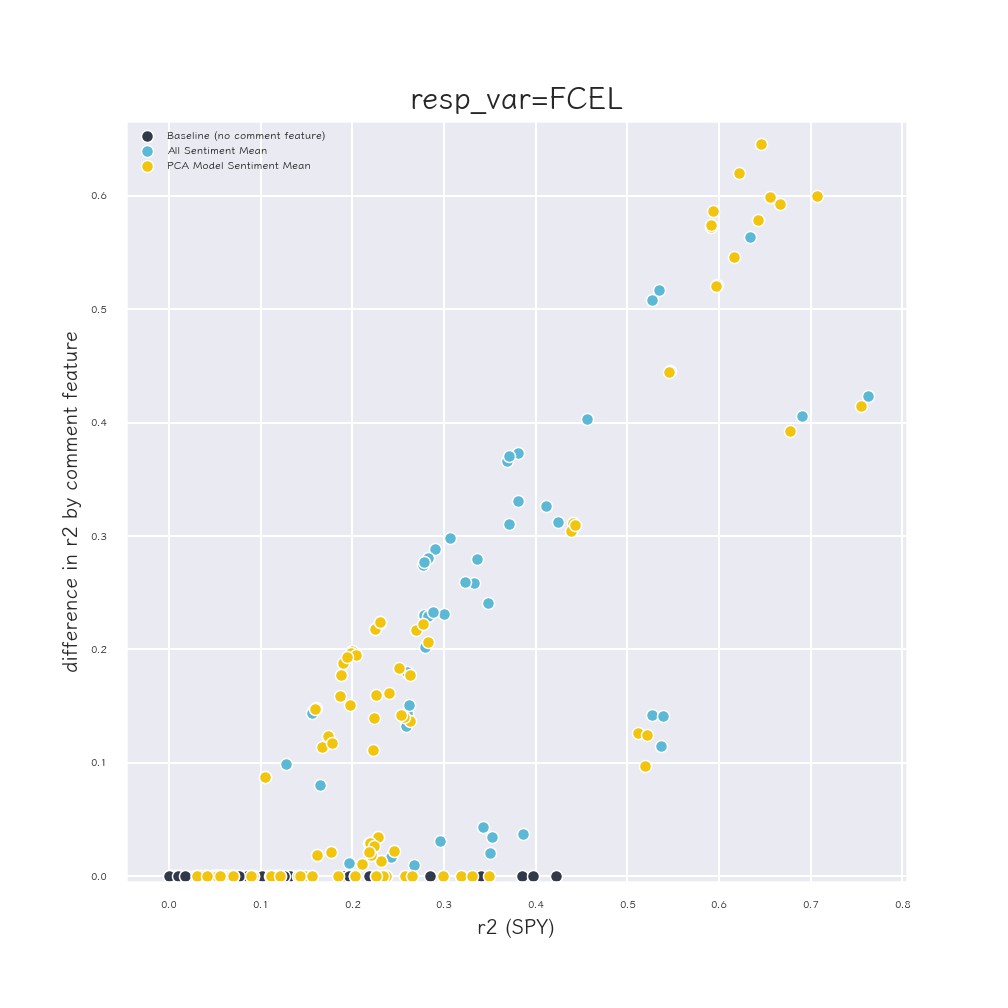 resp_var=FCEL
Baseline (no comment feature)
All Sentiment Mean
PCA Model Sentiment Mean
difference in r2 by comment feature
0.6
0.5
0.4
0.3
0.2
0.1
0.0
0.0 0.1 0.2 0.3 0.4 0.5 0.6 0.7 0.8
r2 (SPY)